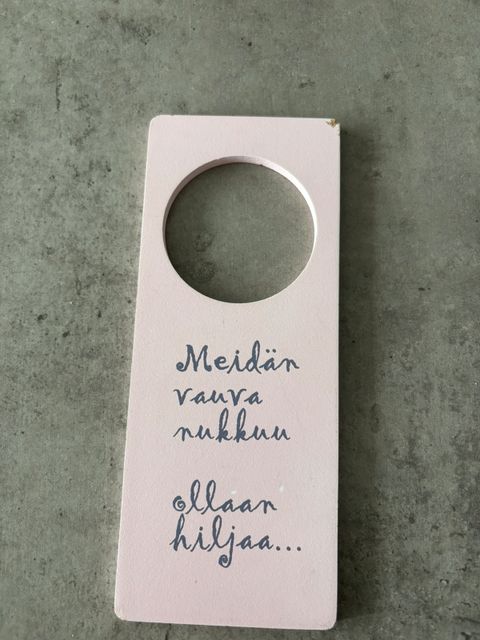 Meidän
vauva
nukkuu
ollaan
hiljaa...